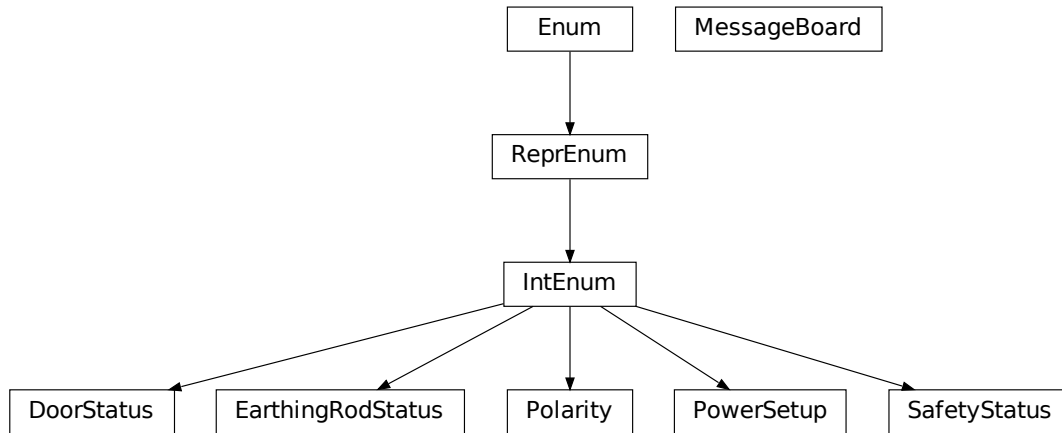 Enum
MessageBoard
ReprEnum
IntEnum
DoorStatus
EarthingRodStatus
Polarity
PowerSetup
SafetyStatus